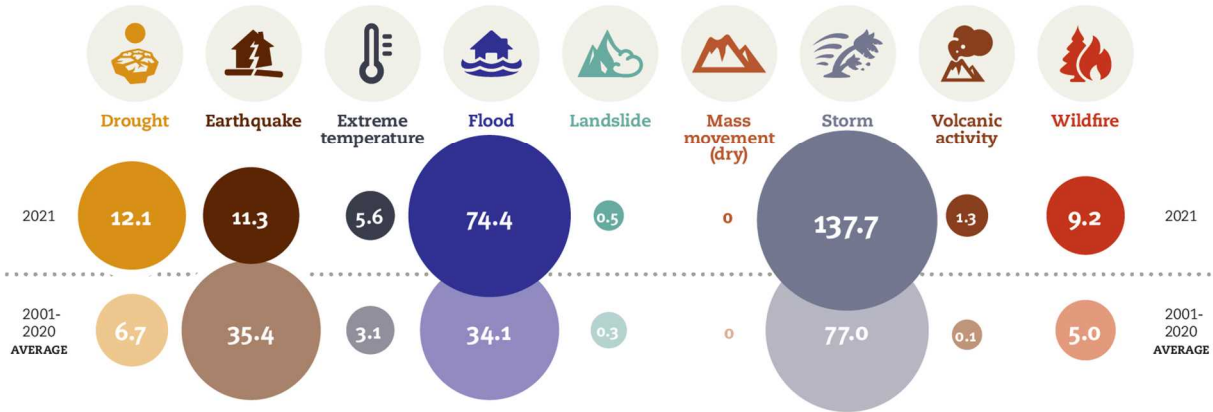 Drought
Earthquake
Extreme
temperature
Flood
Landslide
Mass
movement
(dry)
Storm
Volcanic
activity
Wildfire
2021
12.1
11.3
5.6
74.4
0.5
0
137.7
1.3
9.2
2021
2001-
2020
AVERAGE
6.7
35.4
3.1
34.1
0.3
0
77.0
0.1
5.0
2001-
2020
AVERAGE